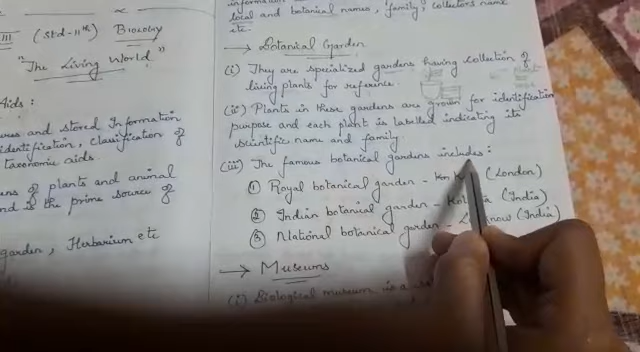 III (Std-11th) Biology
"The Living World"
Aids:
and stored Information
identification, classification of
taxonomic aids.
of plants and animal
and is the prime source of
garden, Herbarium etc
information
local and botanical names, family, collectors name
etc.
→ Botanical Garden
(i) They are specialized gardens having collection of
living plants for reference.
(ii) Plants in these gardens are grown for identification
purpose and each plant is labelled indicating its
scientific name and family.
(iii) The famous botanical gardens includes:
① Royal botanical garden - (London)
② Indian botanical garden - (India)
③ National botanical garden - (India)
→ Museums
(i) Biological museum is a